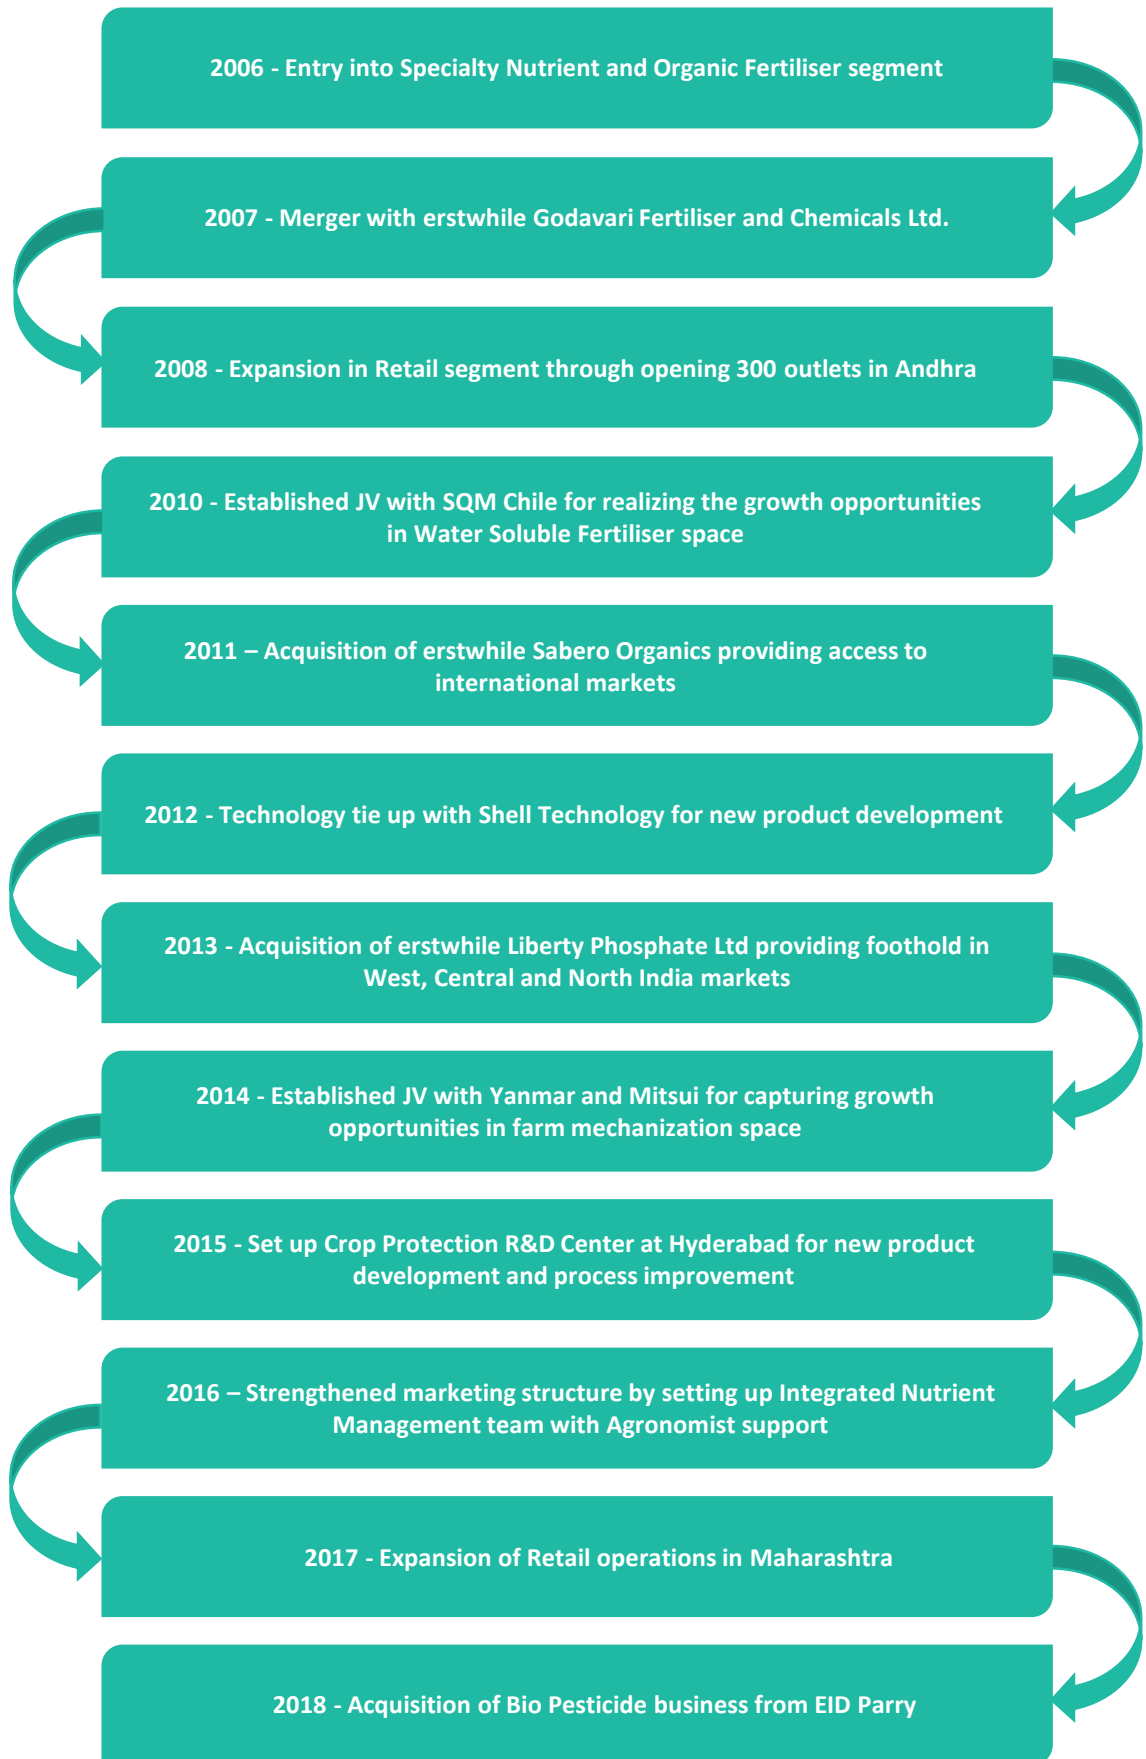 2006 - Entry into Specialty Nutrient and Organic Fertiliser segment
2007 - Merger with erstwhile Godavari Fertiliser and Chemicals Ltd.
2008 - Expansion in Retail segment through opening 300 outlets in Andhra
2010 - Established JV with SQM Chile for realizing the growth opportunities
in Water Soluble Fertiliser space
2011 – Acquisition of erstwhile Sabero Organics providing access to
international markets
2012 - Technology tie up with Shell Technology for new product development
2013 - Acquisition of erstwhile Liberty Phosphate Ltd providing foothold in
West, Central and North India markets
2014 - Established JV with Yanmar and Mitsui for capturing growth
opportunities in farm mechanization space
2015 - Set up Crop Protection R&D Center at Hyderabad for new product
development and process improvement
2016 – Strengthened marketing structure by setting up Integrated Nutrient
Management team with Agronomist support
2017 - Expansion of Retail operations in Maharashtra
2018 - Acquisition of Bio Pesticide business from EID Parry